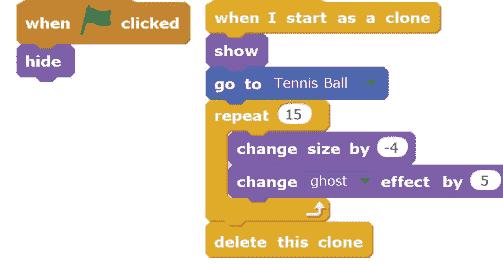 when clicked
hide
when I start as a clone
show
go to Tennis Ball
repeat 15
change size by -4
change ghost effect by 5
delete this clone